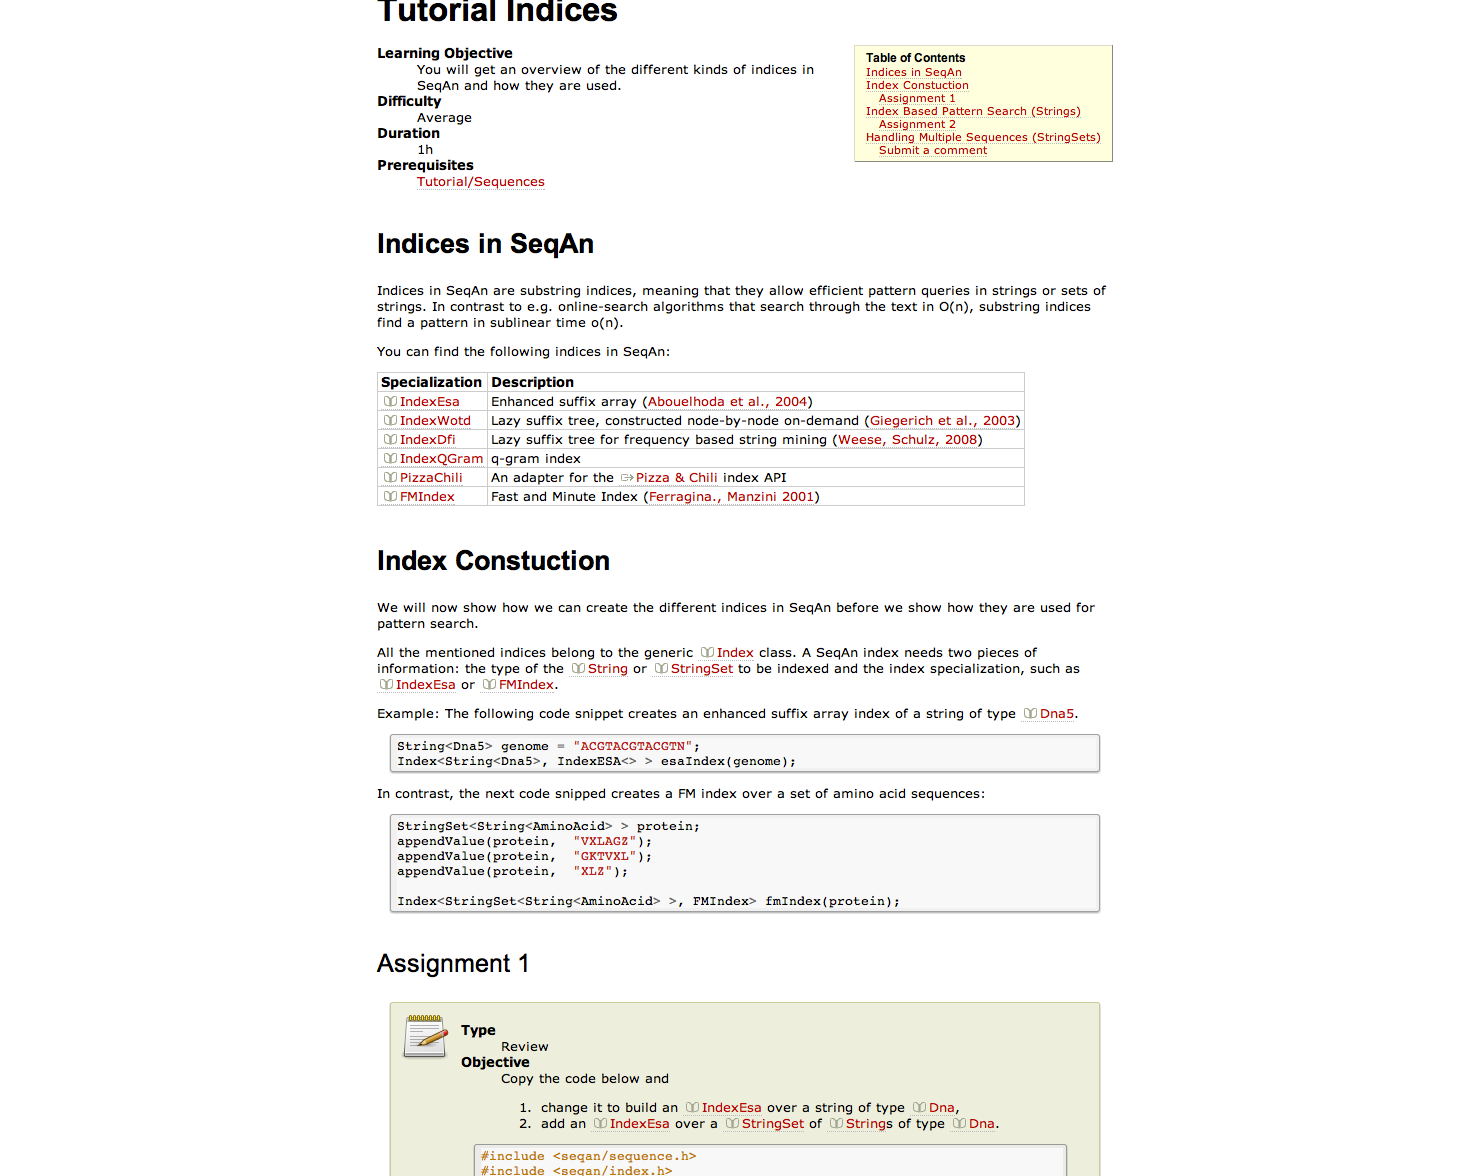 Tutorial Indices
Learning Objective
You will get an overview of the different kinds of indices in
SeqAn and how they are used.
Difficulty
Average
Duration
1h
Prerequisites
Tutorial/Sequences
Table of Contents
Indices in SeqAn
Index Constuction
Assignment 1
Index Based Pattern Search (Strings)
Assignment 2
Handling Multiple Sequences (StringSets)
Submit a comment
Indices in SeqAn
Indices in SeqAn are substring indices, meaning that they allow efficient pattern queries in strings or sets of
strings. In contrast to e.g. online-search algorithms that search through the text in O(n), substring indices
find a pattern in sublinear time o(n).
You can find the following indices in SeqAn:
Specialization Description
IndexEsa Enhanced suffix array (Abouelhoda et al., 2004)
IndexWotd Lazy suffix tree, constructed node-by-node on-demand (Giegerich et al., 2003)
IndexDfi Lazy suffix tree for frequency based string mining (Weese, Schulz, 2008)
IndexQGram q-gram index
PizzaChili An adapter for the Pizza & Chili index API
FMIndex Fast and Minute Index (Ferragina., Manzini 2001)
Index Constuction
We will now show how we can create the different indices in SeqAn before we show how they are used for
pattern search.
All the mentioned indices belong to the generic Index class. A SeqAn index needs two pieces of
information: the type of the String or StringSet to be indexed and the index specialization, such as
IndexEsa or FMIndex.
Example: The following code snippet creates an enhanced suffix array index of a string of type Dna5.
String<Dna5> genome = "ACGTACGTACGTN";
Index<String<Dna5>, IndexESA<> > esaIndex(genome);
In contrast, the next code snipped creates a FM index over a set of amino acid sequences:
StringSet<String<AminoAcid> > protein;
appendValue(protein, "VXLAGZ");
appendValue(protein, "GKTVXL");
appendValue(protein, "XLZ");
Index<StringSet<String<AminoAcid> >, FMIndex> fmIndex(protein);
Assignment 1
Type
Review
Objective
Copy the code below and
1. change it to build an IndexEsa over a string of type Dna,
2. add an IndexEsa over a StringSet of Strings of type Dna.
#include <seqan/sequence.h>
#include <seqan/index.h>